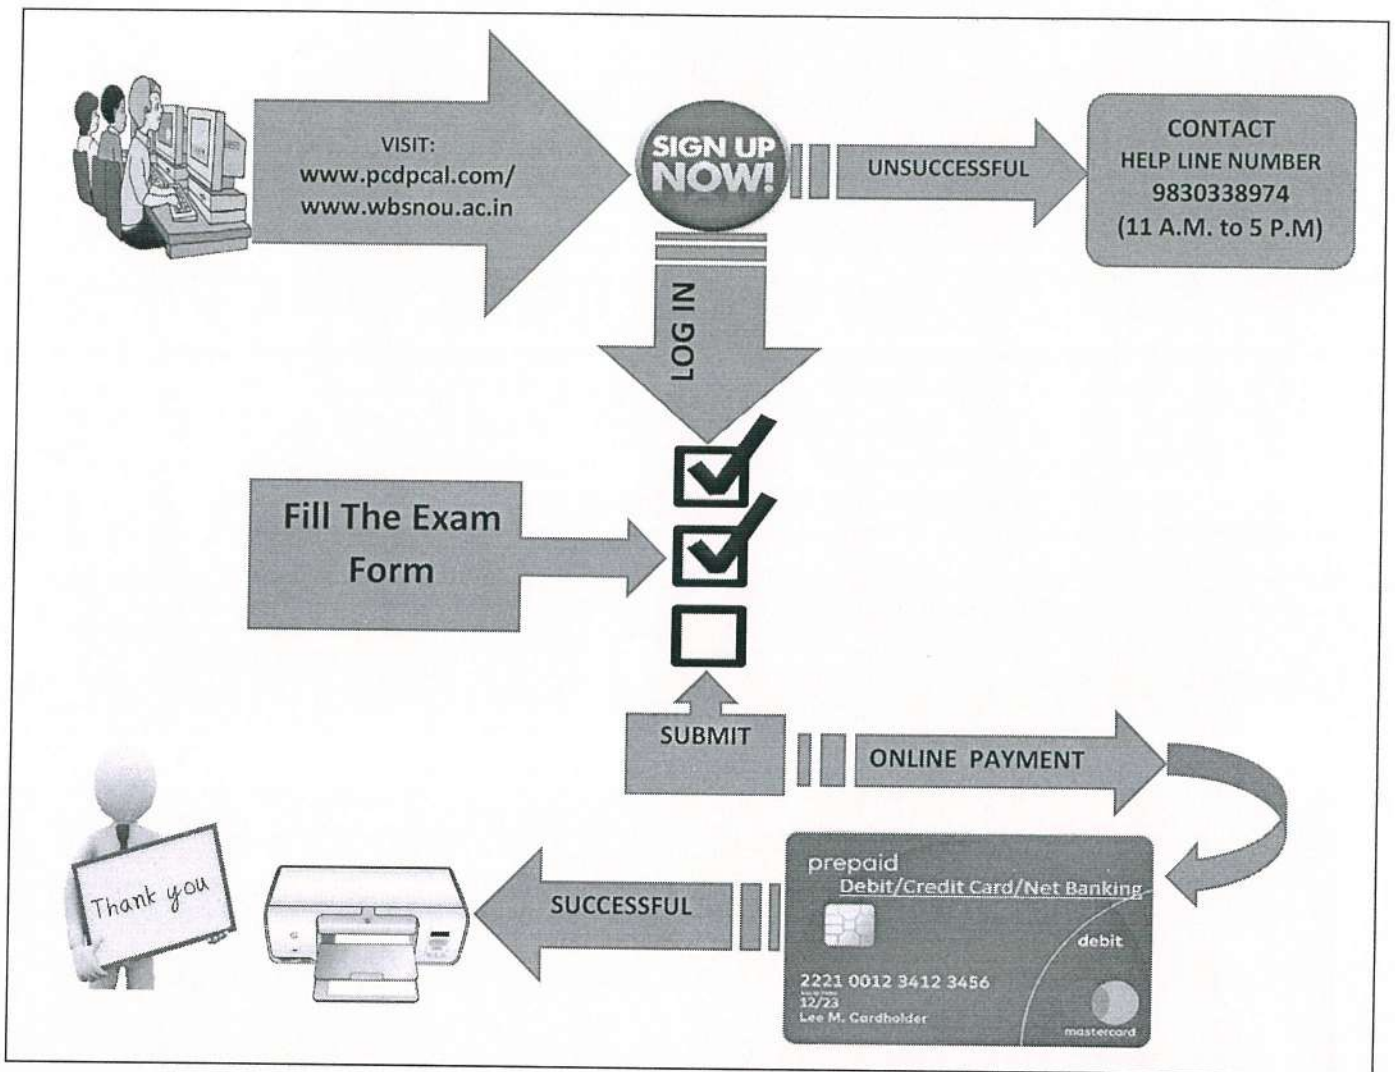 VISIT:
www.pcdpcal.com/
www.wbsnou.ac.in
SIGN UP
NOW!
UNSUCCESSFUL
CONTACT
HELP LINE NUMBER
9830338974
(11 A.M. to 5 P.M)
LOG IN
Fill The Exam
Form
SUBMIT
ONLINE PAYMENT
prepaid
Debit/Credit Card/Net Banking
debit
2221 0012 3412 3456
12/23
Lee M. Cardholder
mastercard
SUCCESSFUL
Thank you